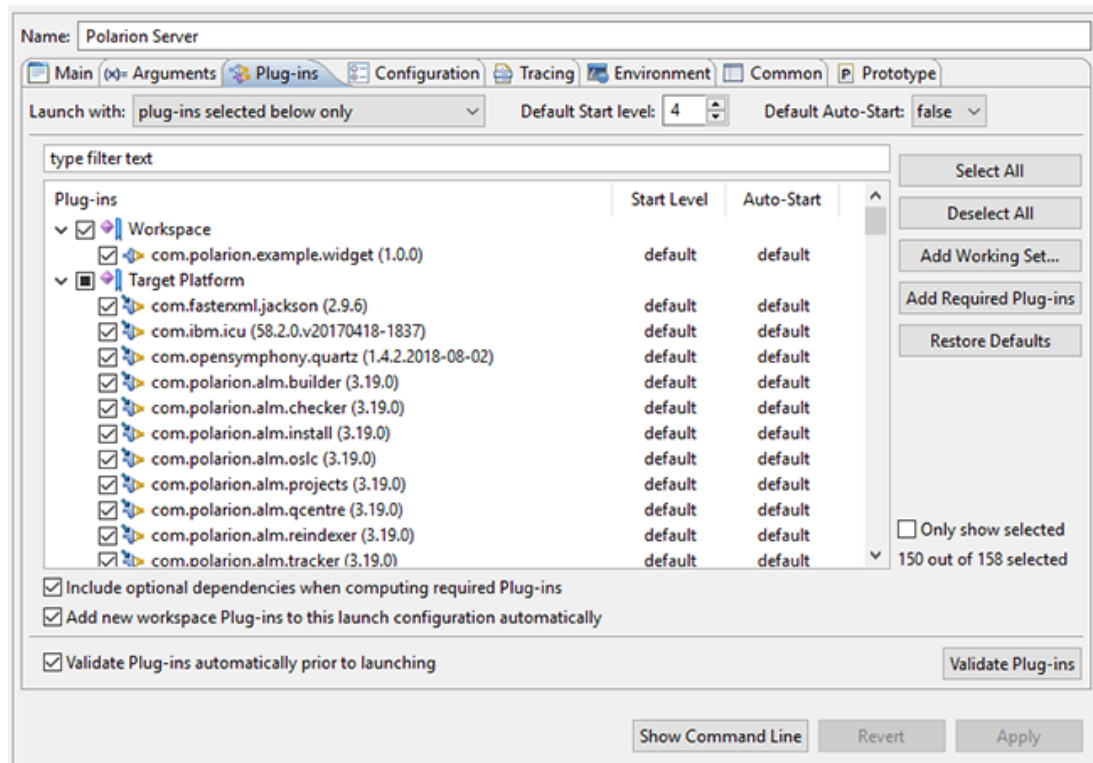 Name: Polarion Server
Main (x)= Arguments Plug-ins Configuration Tracing Environment Common P Prototype
Launch with: plug-ins selected below only Default Start level: 4 Default Auto-Start: false
type filter text
Select All
Plug-ins Start Level Auto-Start
Deselect All
Workspace
com.polarion.example.widget (1.0.0) default default
Add Working Set...
Target Platform
com.fasterxml.jackson (2.9.6) default default
Add Required Plug-ins
com.ibm.icu (58.2.0.v20170418-1837) default default
Restore Defaults
com.opensymphony.quartz (1.4.2.2018-08-02) default default
com.polarion.alm.builder (3.19.0) default default
com.polarion.alm.checker (3.19.0) default default
com.polarion.alm.install (3.19.0) default default
com.polarion.alm.oslc (3.19.0) default default
com.polarion.alm.projects (3.19.0) default default
com.polarion.alm.qcentre (3.19.0) default default
com.polarion.alm.reindexer (3.19.0) default default
Only show selected
com.polarion.alm.tracker (3.19.0) default default
150 out of 158 selected
Include optional dependencies when computing required Plug-ins
Add new workspace Plug-ins to this launch configuration automatically
Validate Plug-ins automatically prior to launching Validate Plug-ins
Show Command Line Revert Apply